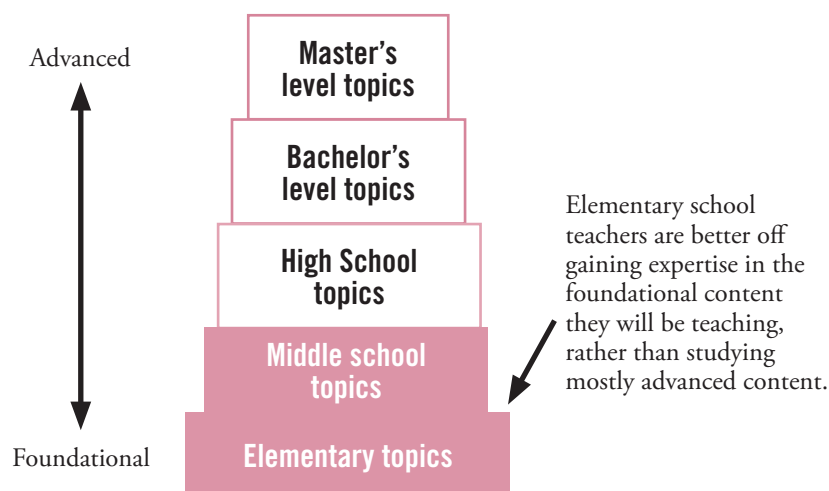 Advanced
Master’s
level topics
Bachelor’s
level topics
High School
topics
Middle school
topics
Elementary topics
Foundational
Elementary school
teachers are better off
gaining expertise in the
foundational content
they will be teaching,
rather than studying
mostly advanced content.